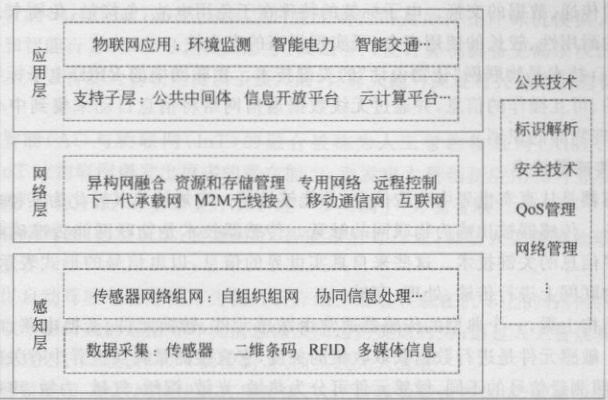 应用层
物联网应用：环境监测 智能电力 智能交通…
支持子层：公共中间体 信息开放平台 云计算平台…
网络层
异构网融合 资源和存储管理 专用网络 远程控制
下一代承载网 M2M无线接入 移动通信网 互联网
感知层
传感器网络组网：自组织组网 协同信息处理…
数据采集：传感器 二维条码 RFID 多媒体信息
公共技术
标识解析
安全技术
QoS管理
网络管理
⋮